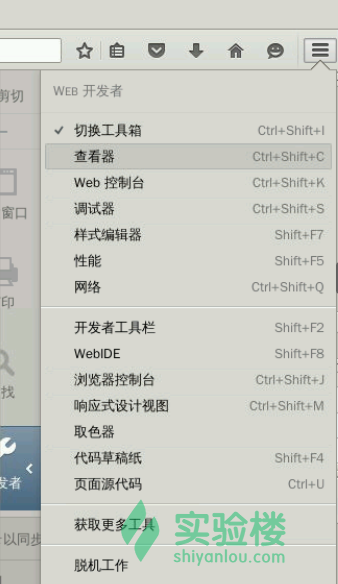 剪切
WEB 开发者
切换工具箱 Ctrl+Shift+I
查看器 Ctrl+Shift+C
Web 控制台 Ctrl+Shift+K
调试器 Ctrl+Shift+S
窗口
样式编辑器 Shift+F7
性能 Shift+F5
网络 Ctrl+Shift+Q
印
开发者工具栏 Shift+F2
WebIDE Shift+F8
浏览器控制台 Ctrl+Shift+J
找
响应式设计视图 Ctrl+Shift+M
取色器
代码草稿纸 Shift+F4
发者
页面源代码 Ctrl+U
获取更多工具
以同步
脱机工作
实验楼
shiyanlou.com